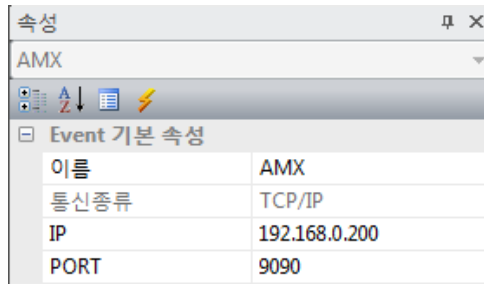 속성
AMX
Event 기본 속성
이름 AMX
통신종류 TCP/IP
IP 192.168.0.200
PORT 9090